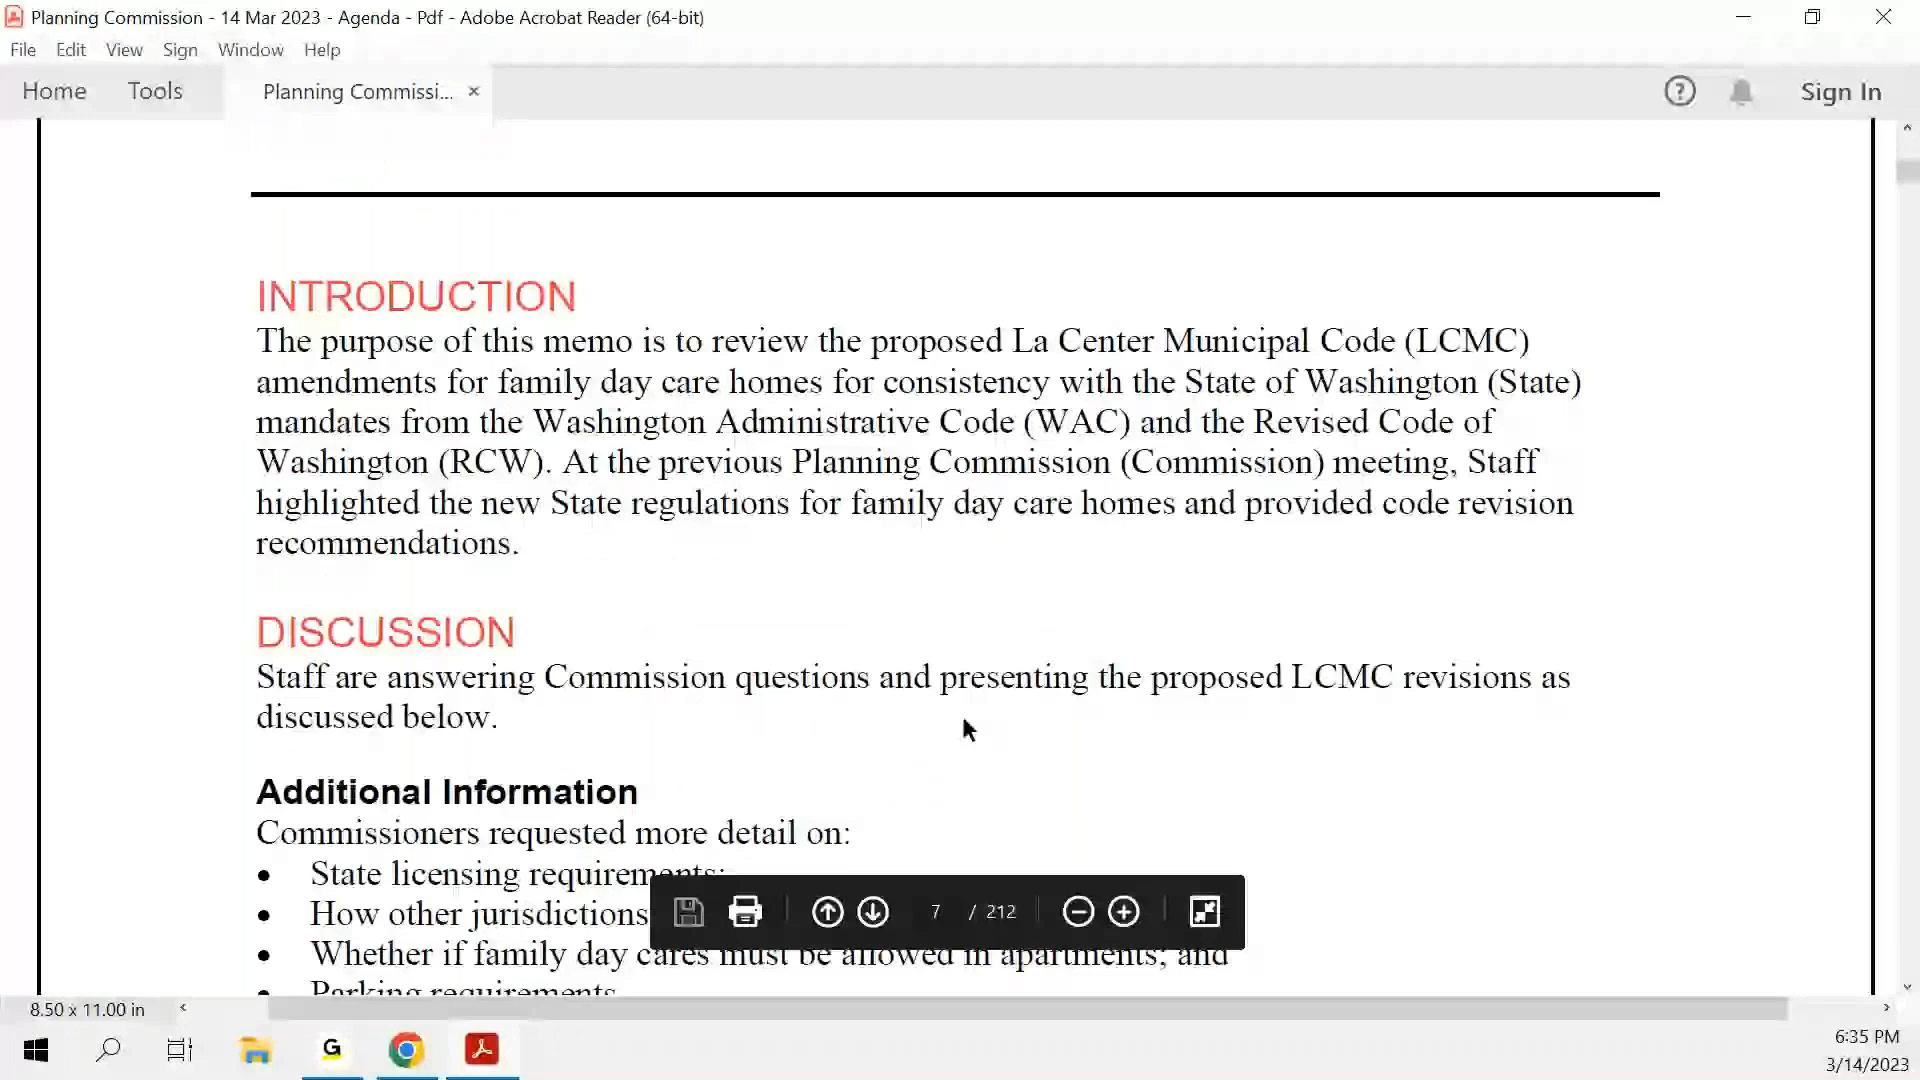 Planning Commission - 14 Mar 2023 - Agenda - Pdf - Adobe Acrobat Reader (64-bit)
File Edit View Sign Window Help
Home Tools Planning Commissi... × Sign In
INTRODUCTION
The purpose of this memo is to review the proposed La Center Municipal Code (LCMC)
amendments for family day care homes for consistency with the State of Washington (State)
mandates from the Washington Administrative Code (WAC) and the Revised Code of
Washington (RCW). At the previous Planning Commission (Commission) meeting, Staff
highlighted the new State regulations for family day care homes and provided code revision
recommendations.
DISCUSSION
Staff are answering Commission questions and presenting the proposed LCMC revisions as
discussed below.
Additional Information
Commissioners requested more detail on:
• State licensing requirements;
• How other jurisdictions
7 / 212
• Whether if family day cares must be allowed in apartments; and
• Parking requirements
8.50 x 11.00 in
G
6:35 PM
3/14/2023